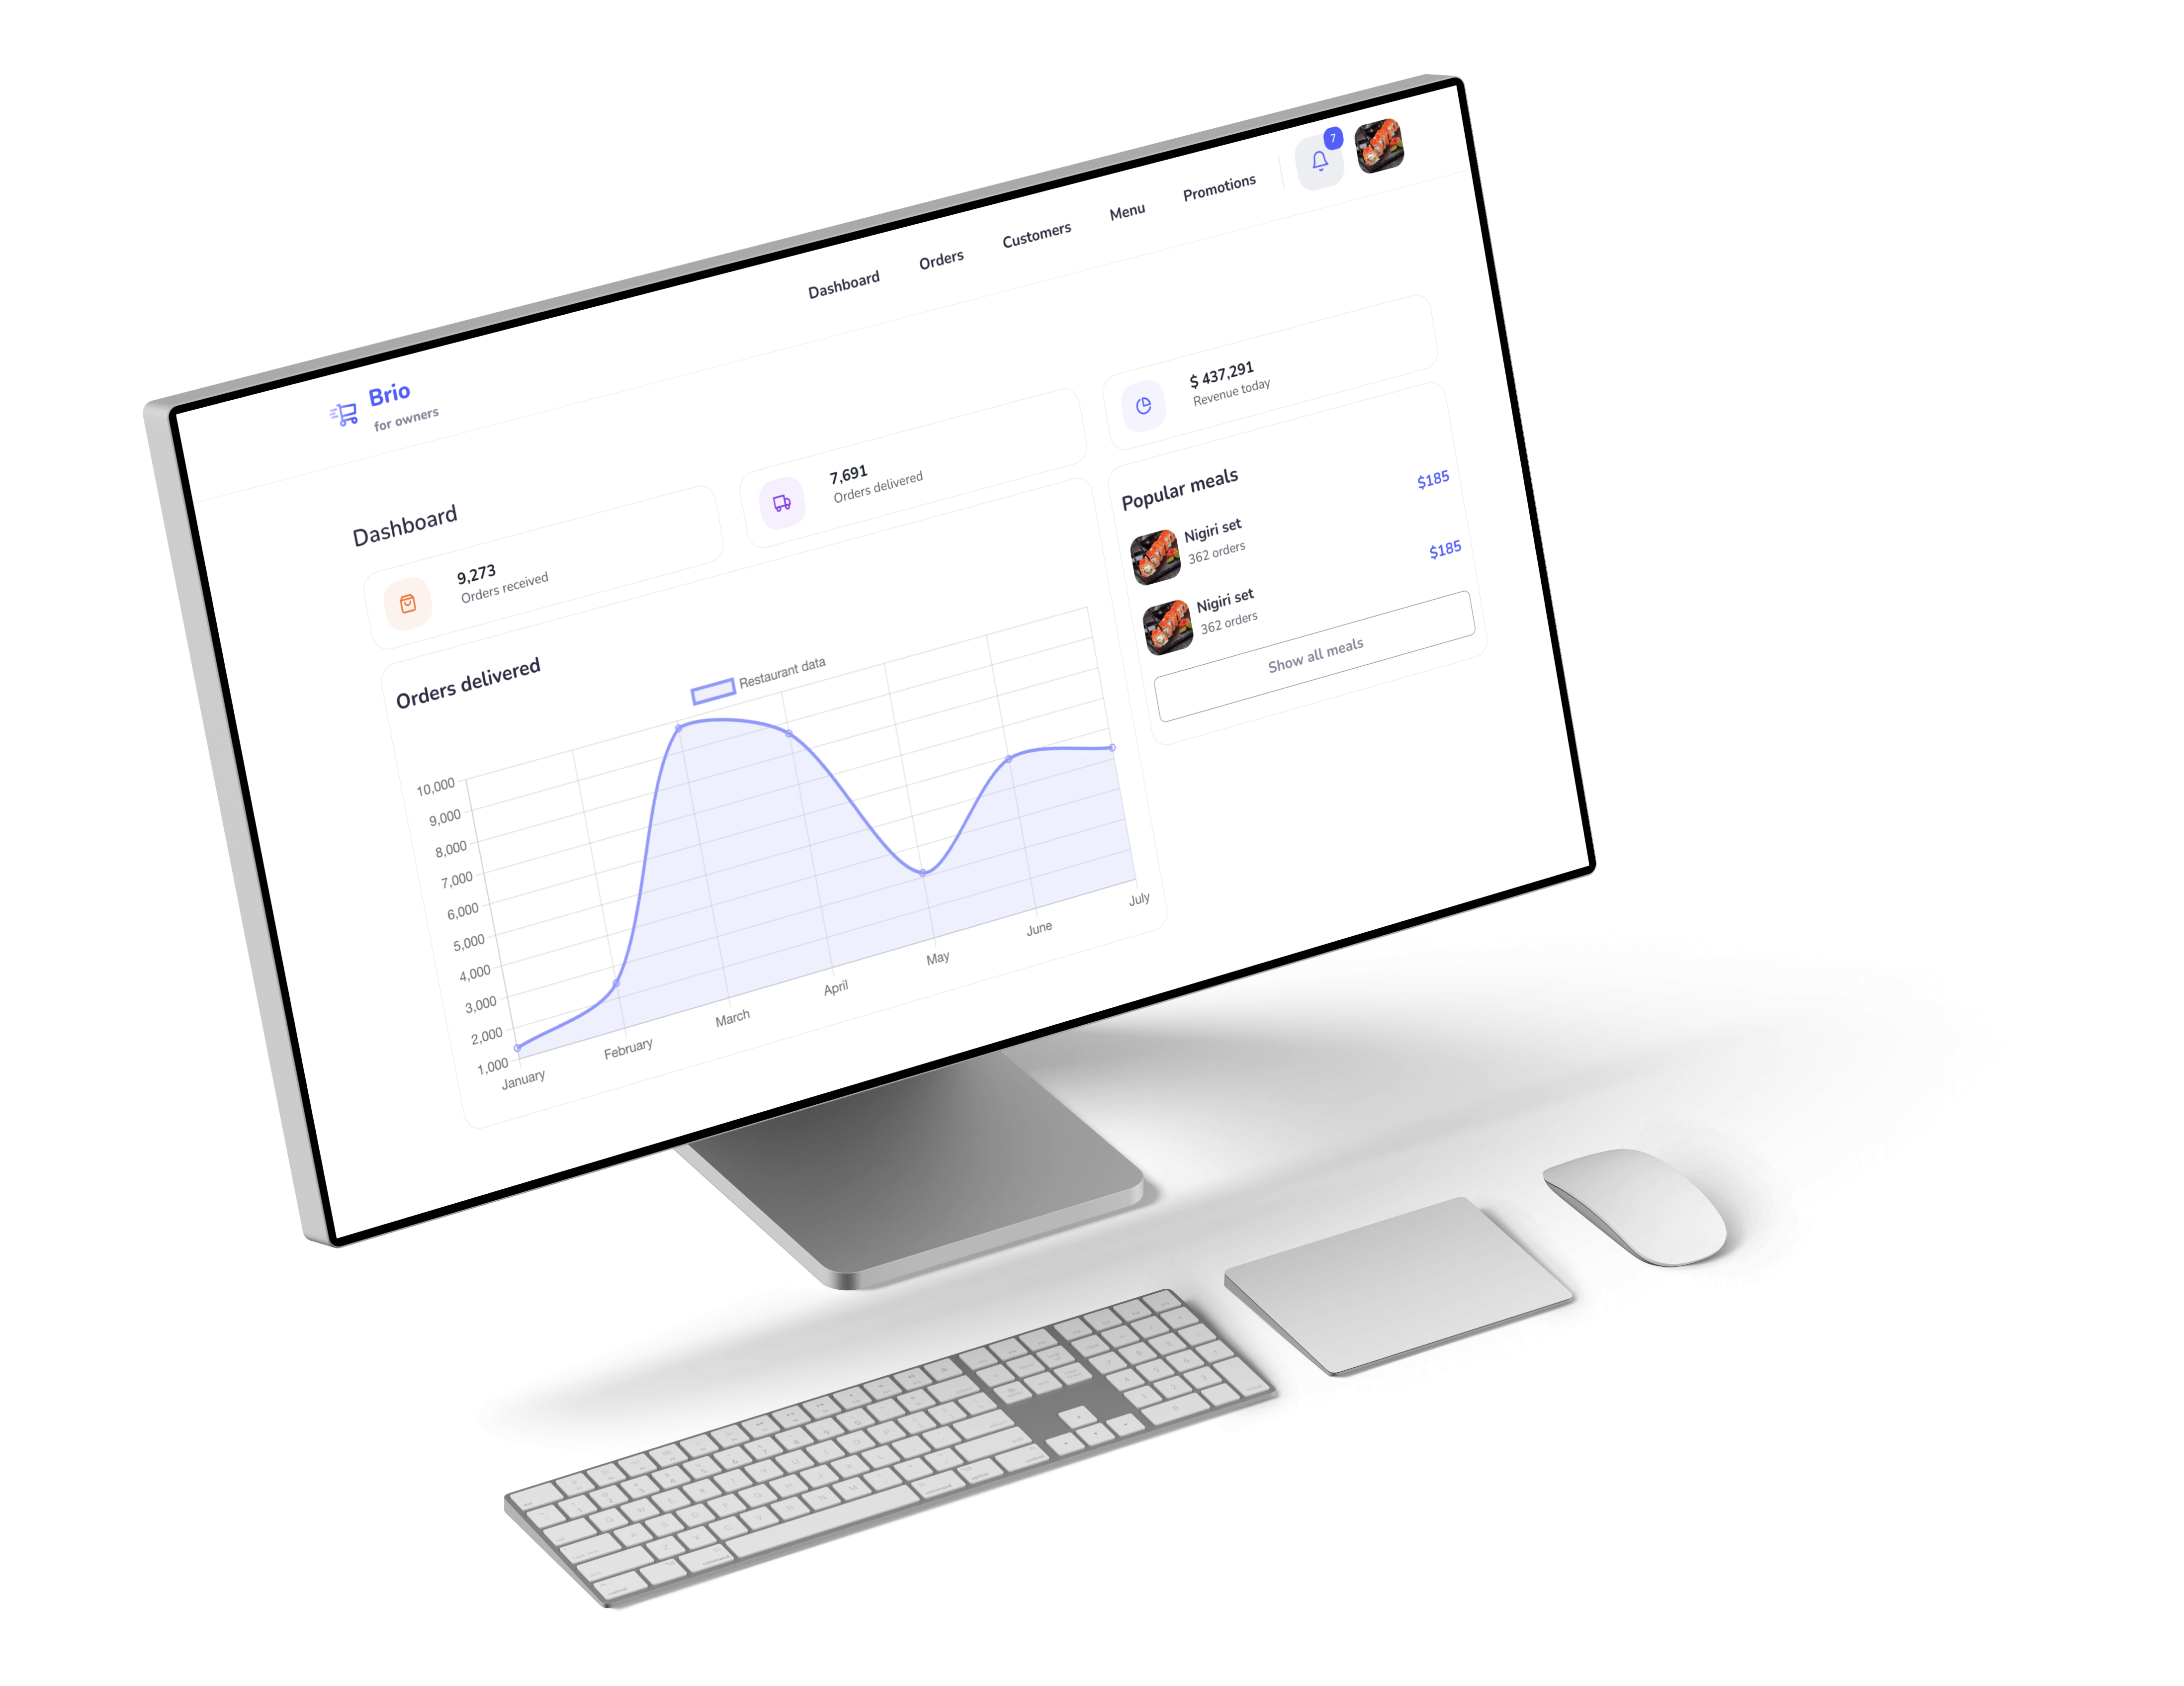 Brio
for owners
Dashboard
Orders
Customers
Menu
Promotions
7
Dashboard
9,273
Orders received
7,691
Orders delivered
$ 437,291
Revenue today
Orders delivered
Restaurant data
10,000
9,000
8,000
7,000
6,000
5,000
4,000
3,000
2,000
1,000
January
February
March
April
May
June
July
Popular meals
Nigiri set
362 orders
$185
Nigiri set
362 orders
$185
Show all meals